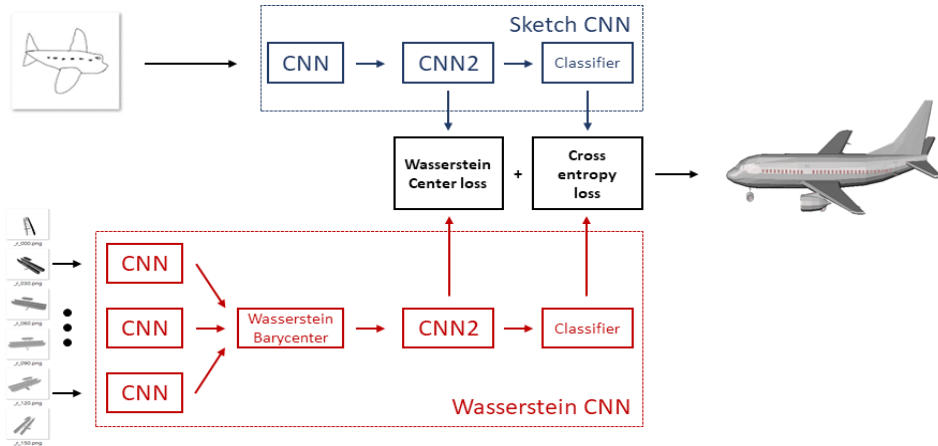 Sketch CNN
CNN
CNN2
Classifier
Wasserstein
Center loss
+
Cross
entropy
loss
_r_000.png
_r_030.png
_r_060.png
_r_090.png
_r_120.png
_r_150.png
CNN
CNN
CNN
Wasserstein
Barycenter
CNN2
Classifier
Wasserstein CNN